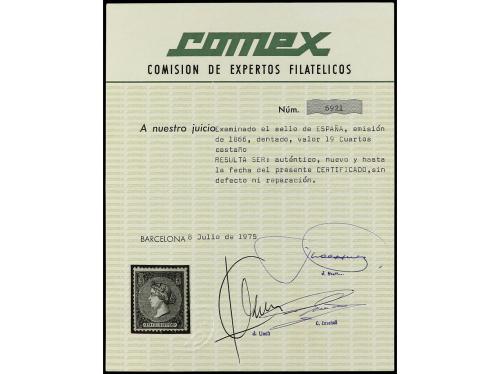 comex
COMISION DE EXPERTOS FILATELICOS
Núm. 5921
A nuestro juicio Examinado el sello de ESPAÑA, emisión
de 1866, dentado, valor 19 Cuartos
castaño
RESULTA SER: auténtico, nuevo y hasta
la fecha del presente CERTIFICADO,sin
defecto ni reparación.
BARCELONA 8 Julio de 1975